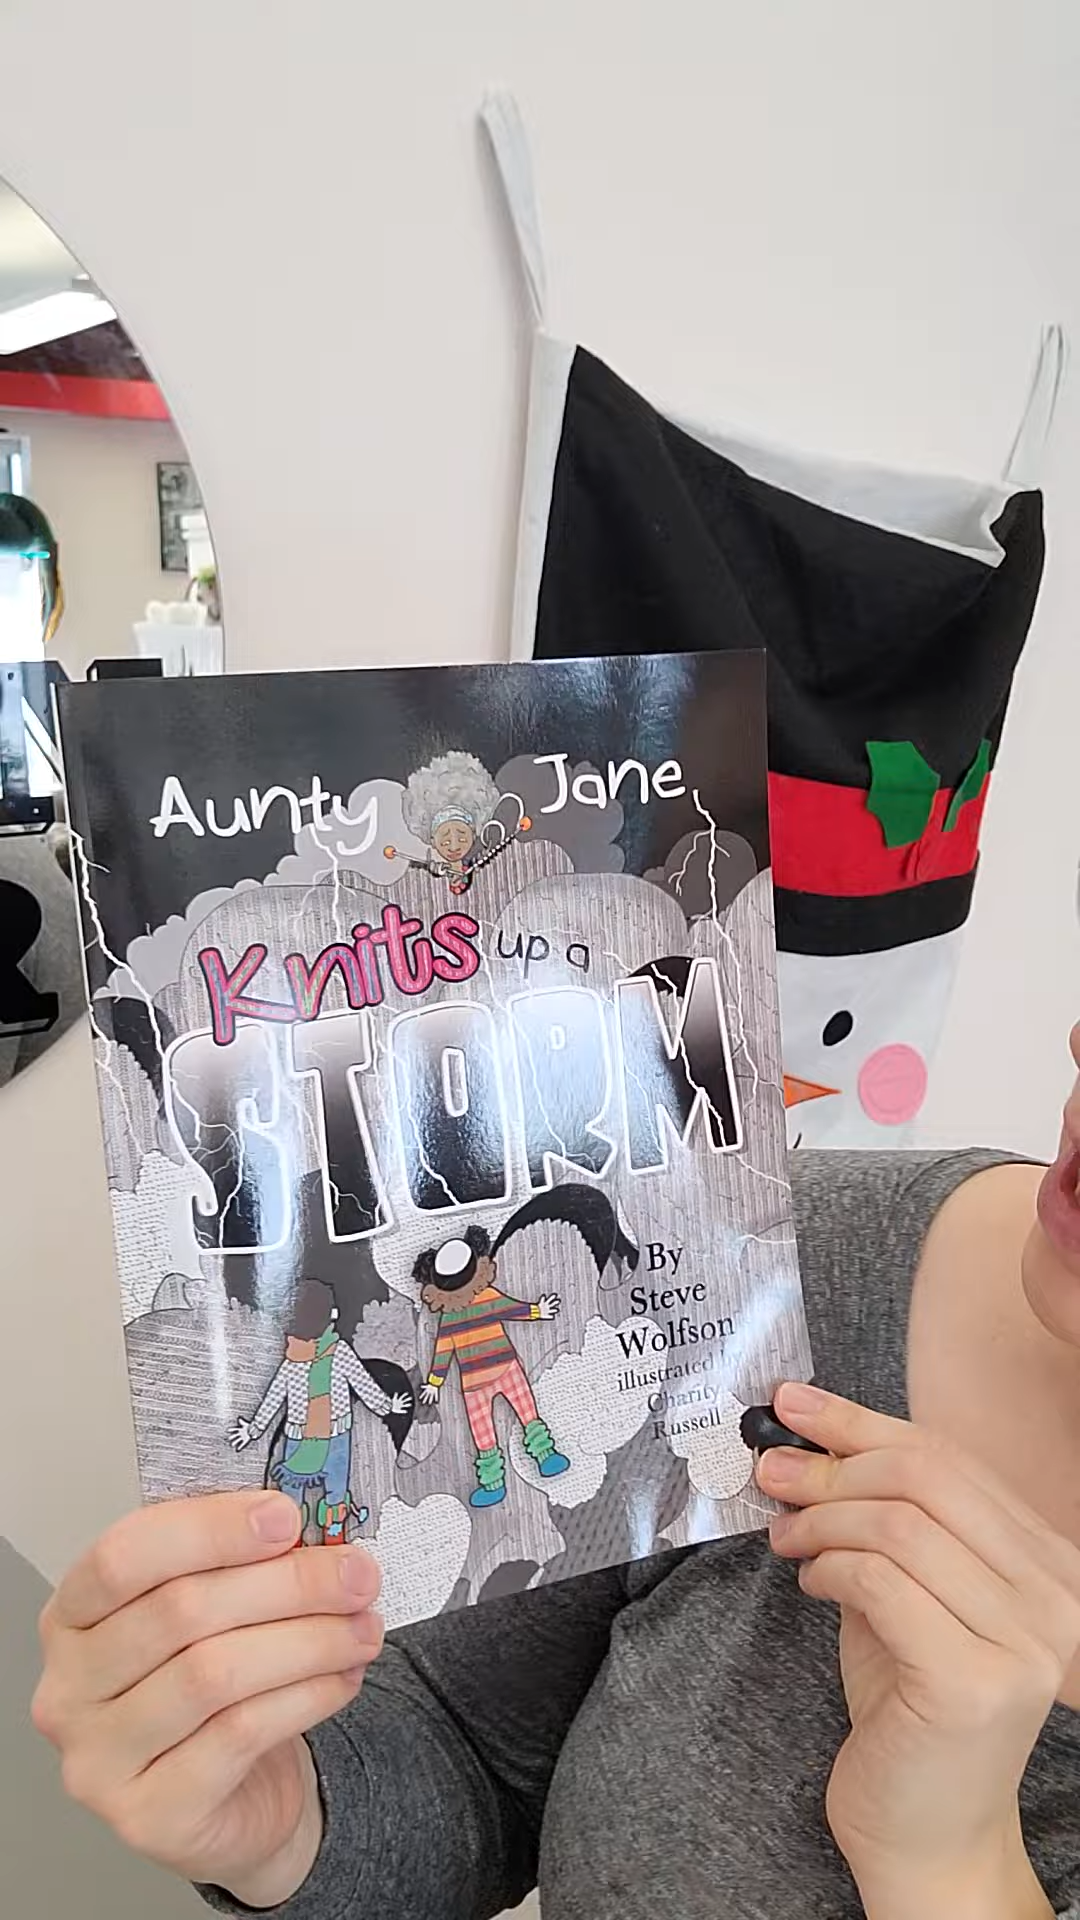 Aunty Jane
Knits up a
STORM
By
Steve
Wolfson
illustrated by
Charity
Russell